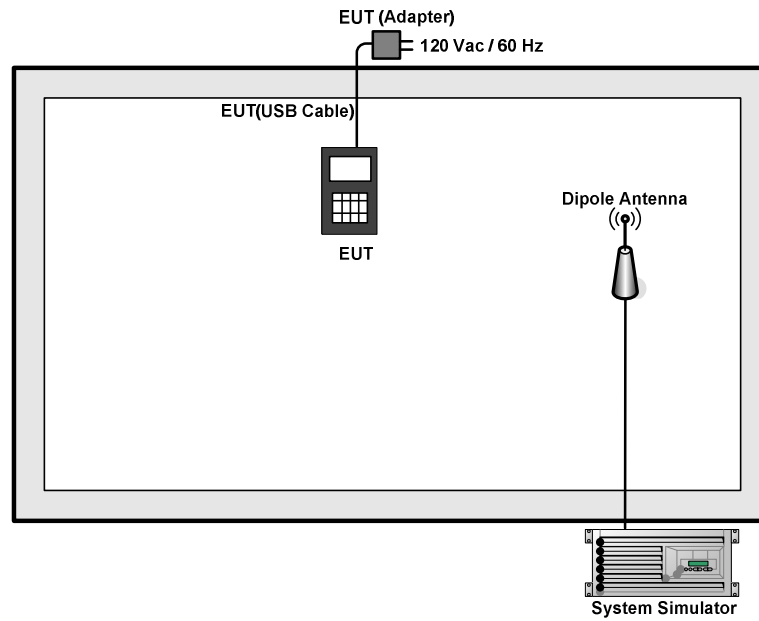 EUT (Adapter)
120 Vac / 60 Hz
EUT(USB Cable)
Dipole Antenna
EUT
System Simulator